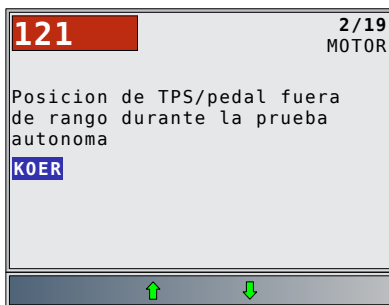 121
2/19
MOTOR
Posicion de TPS/pedal fuera
de rango durante la prueba
autonoma
KOER